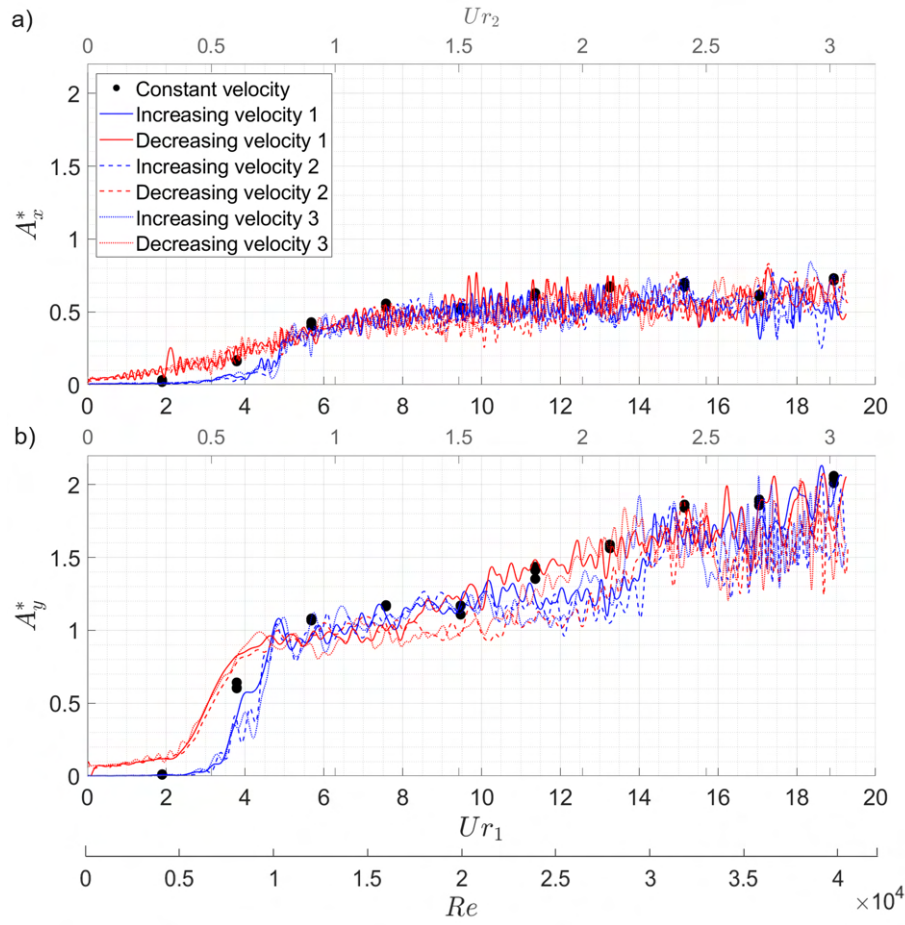 a)
Ur₂
0 0.5 1 1.5 2 2.5 3
2
1.5
1
0.5
0
A*ₓ
Constant velocity
Increasing velocity 1
Decreasing velocity 1
Increasing velocity 2
Decreasing velocity 2
Increasing velocity 3
Decreasing velocity 3
0 2 4 6 8 10 12 14 16 18 20
b)
0 0.5 1 1.5 2 2.5 3
2
1.5
1
0.5
0
A*ᵧ
0 2 4 6 8 10 12 14 16 18 20
Ur₁
0 0.5 1 1.5 2 2.5 3 3.5 4
Re
×10⁴